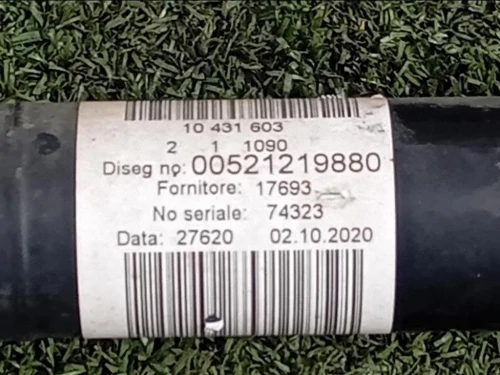 10 431 603
2 1 1090
Diseg no: 00521219880
Fornitore: 17693
No seriale: 74323
Data: 27620 02.10.2020